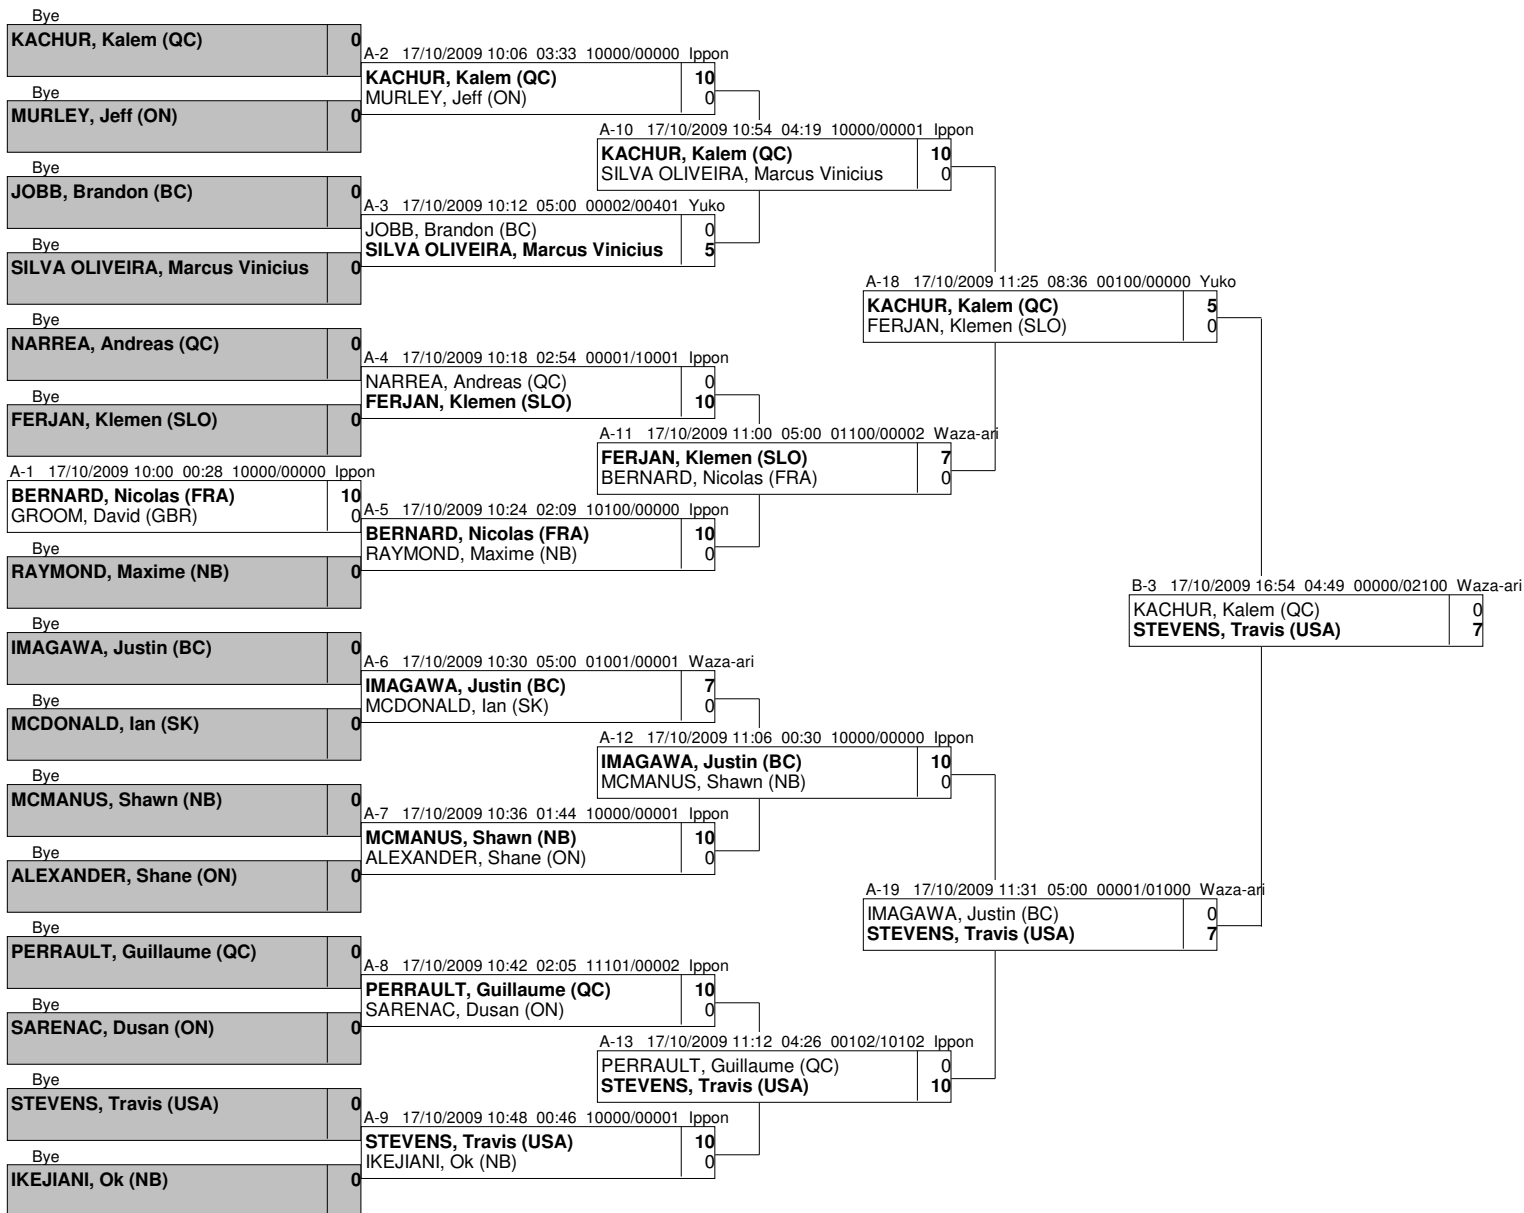 Bye
KACHUR, Kalem (QC) 0
Bye
MURLEY, Jeff (ON) 0
Bye
JOBB, Brandon (BC) 0
Bye
SILVA OLIVEIRA, Marcus Vinicius 0
Bye
NARREA, Andreas (QC) 0
Bye
FERJAN, Klemen (SLO) 0
A-1 17/10/2009 10:00 00:28 10000/00000 Ippon
BERNARD, Nicolas (FRA) 10
GROOM, David (GBR) 0
Bye
RAYMOND, Maxime (NB) 0
Bye
IMAGAWA, Justin (BC) 0
Bye
MCDONALD, Ian (SK) 0
Bye
MCMANUS, Shawn (NB) 0
Bye
ALEXANDER, Shane (ON) 0
Bye
PERRAULT, Guillaume (QC) 0
Bye
SARENAC, Dusan (ON) 0
Bye
STEVENS, Travis (USA) 0
Bye
IKEJIANI, Ok (NB) 0
A-2 17/10/2009 10:06 03:33 10000/00000 Ippon
KACHUR, Kalem (QC) 10
MURLEY, Jeff (ON) 0
A-3 17/10/2009 10:12 05:00 00002/00401 Yuko
JOBB, Brandon (BC) 0
SILVA OLIVEIRA, Marcus Vinicius 5
A-4 17/10/2009 10:18 02:54 00001/10001 Ippon
NARREA, Andreas (QC) 0
FERJAN, Klemen (SLO) 10
A-5 17/10/2009 10:24 02:09 10100/00000 Ippon
BERNARD, Nicolas (FRA) 10
RAYMOND, Maxime (NB) 0
A-6 17/10/2009 10:30 05:00 01001/00001 Waza-ari
IMAGAWA, Justin (BC) 7
MCDONALD, Ian (SK) 0
A-7 17/10/2009 10:36 01:44 10000/00001 Ippon
MCMANUS, Shawn (NB) 10
ALEXANDER, Shane (ON) 0
A-8 17/10/2009 10:42 02:05 11101/00002 Ippon
PERRAULT, Guillaume (QC) 10
SARENAC, Dusan (ON) 0
A-9 17/10/2009 10:48 00:46 10000/00001 Ippon
STEVENS, Travis (USA) 10
IKEJIANI, Ok (NB) 0
A-10 17/10/2009 10:54 04:19 10000/00001 Ippon
KACHUR, Kalem (QC) 10
SILVA OLIVEIRA, Marcus Vinicius 0
A-11 17/10/2009 11:00 05:00 01100/00002 Waza-ari
FERJAN, Klemen (SLO) 7
BERNARD, Nicolas (FRA) 0
A-12 17/10/2009 11:06 00:30 10000/00000 Ippon
IMAGAWA, Justin (BC) 10
MCMANUS, Shawn (NB) 0
A-13 17/10/2009 11:12 04:26 00102/10102 Ippon
PERRAULT, Guillaume (QC) 0
STEVENS, Travis (USA) 10
A-18 17/10/2009 11:25 08:36 00100/00000 Yuko
KACHUR, Kalem (QC) 5
FERJAN, Klemen (SLO) 0
A-19 17/10/2009 11:31 05:00 00001/01000 Waza-ari
IMAGAWA, Justin (BC) 0
STEVENS, Travis (USA) 7
B-3 17/10/2009 16:54 04:49 00000/02100 Waza-ari
KACHUR, Kalem (QC) 0
STEVENS, Travis (USA) 7